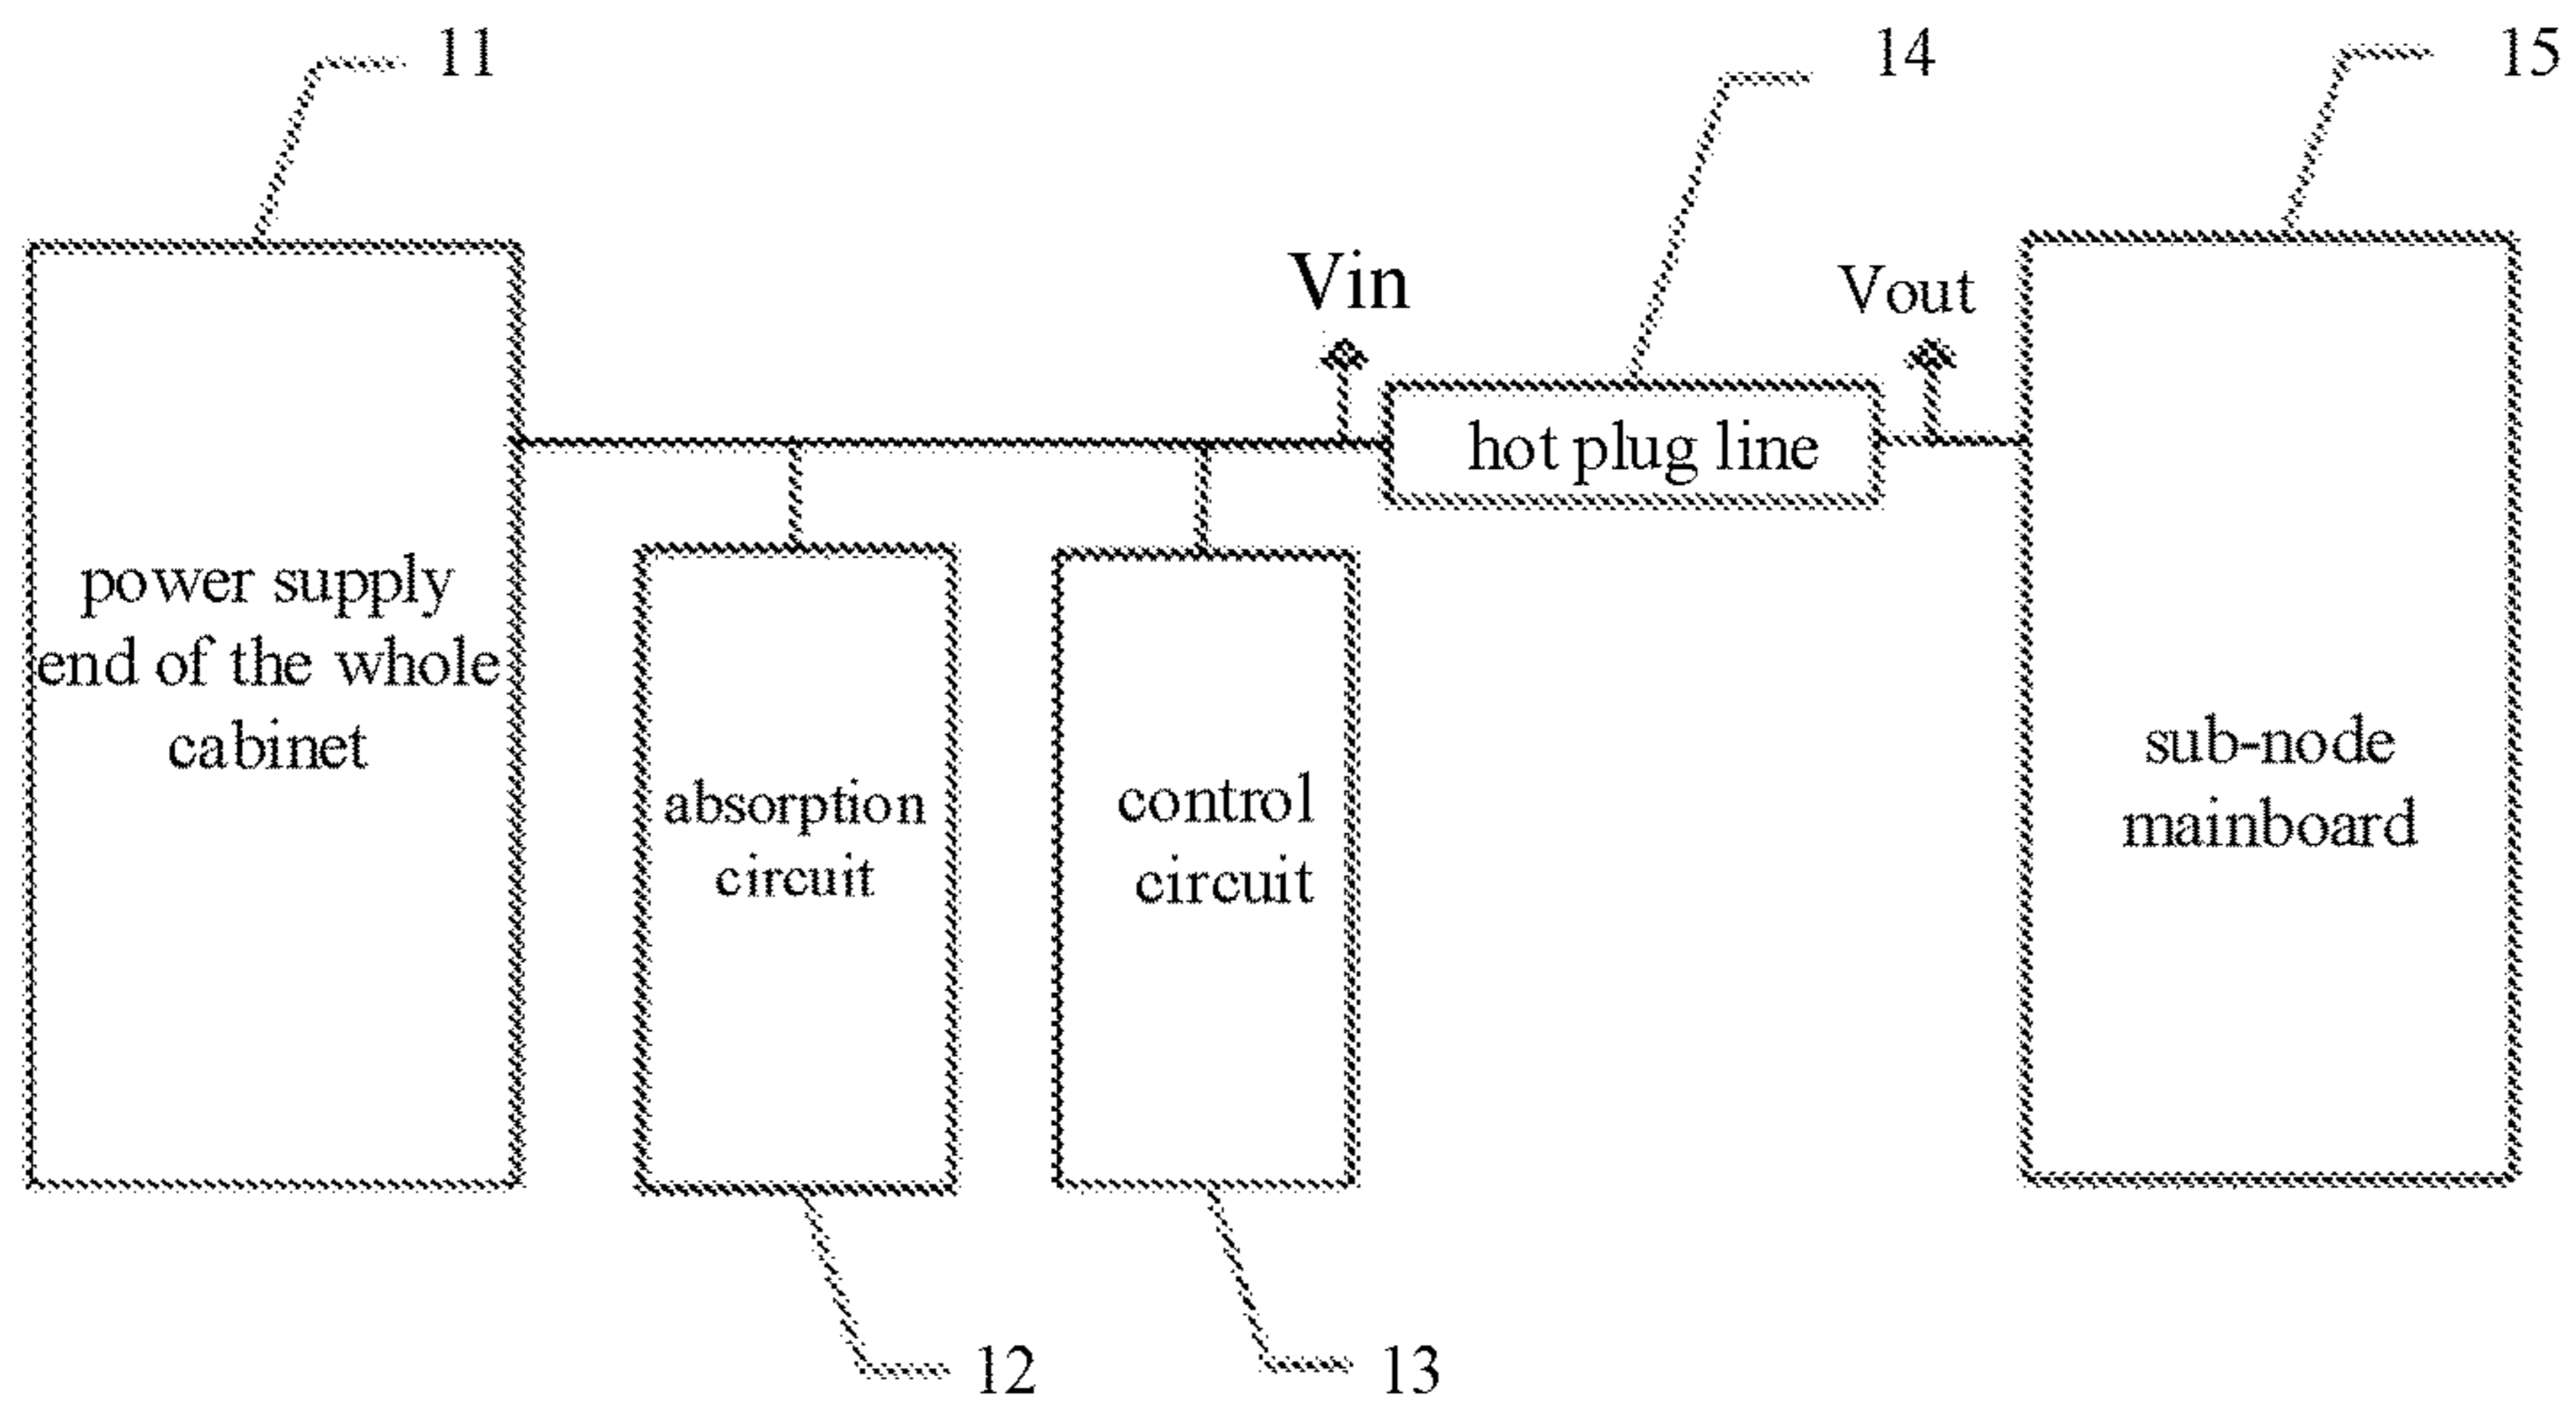 11
14
15
Vin
Vout
hot plug line
power supply
end of the whole
cabinet
absorption
circuit
control
circuit
sub-node
mainboard
12
13